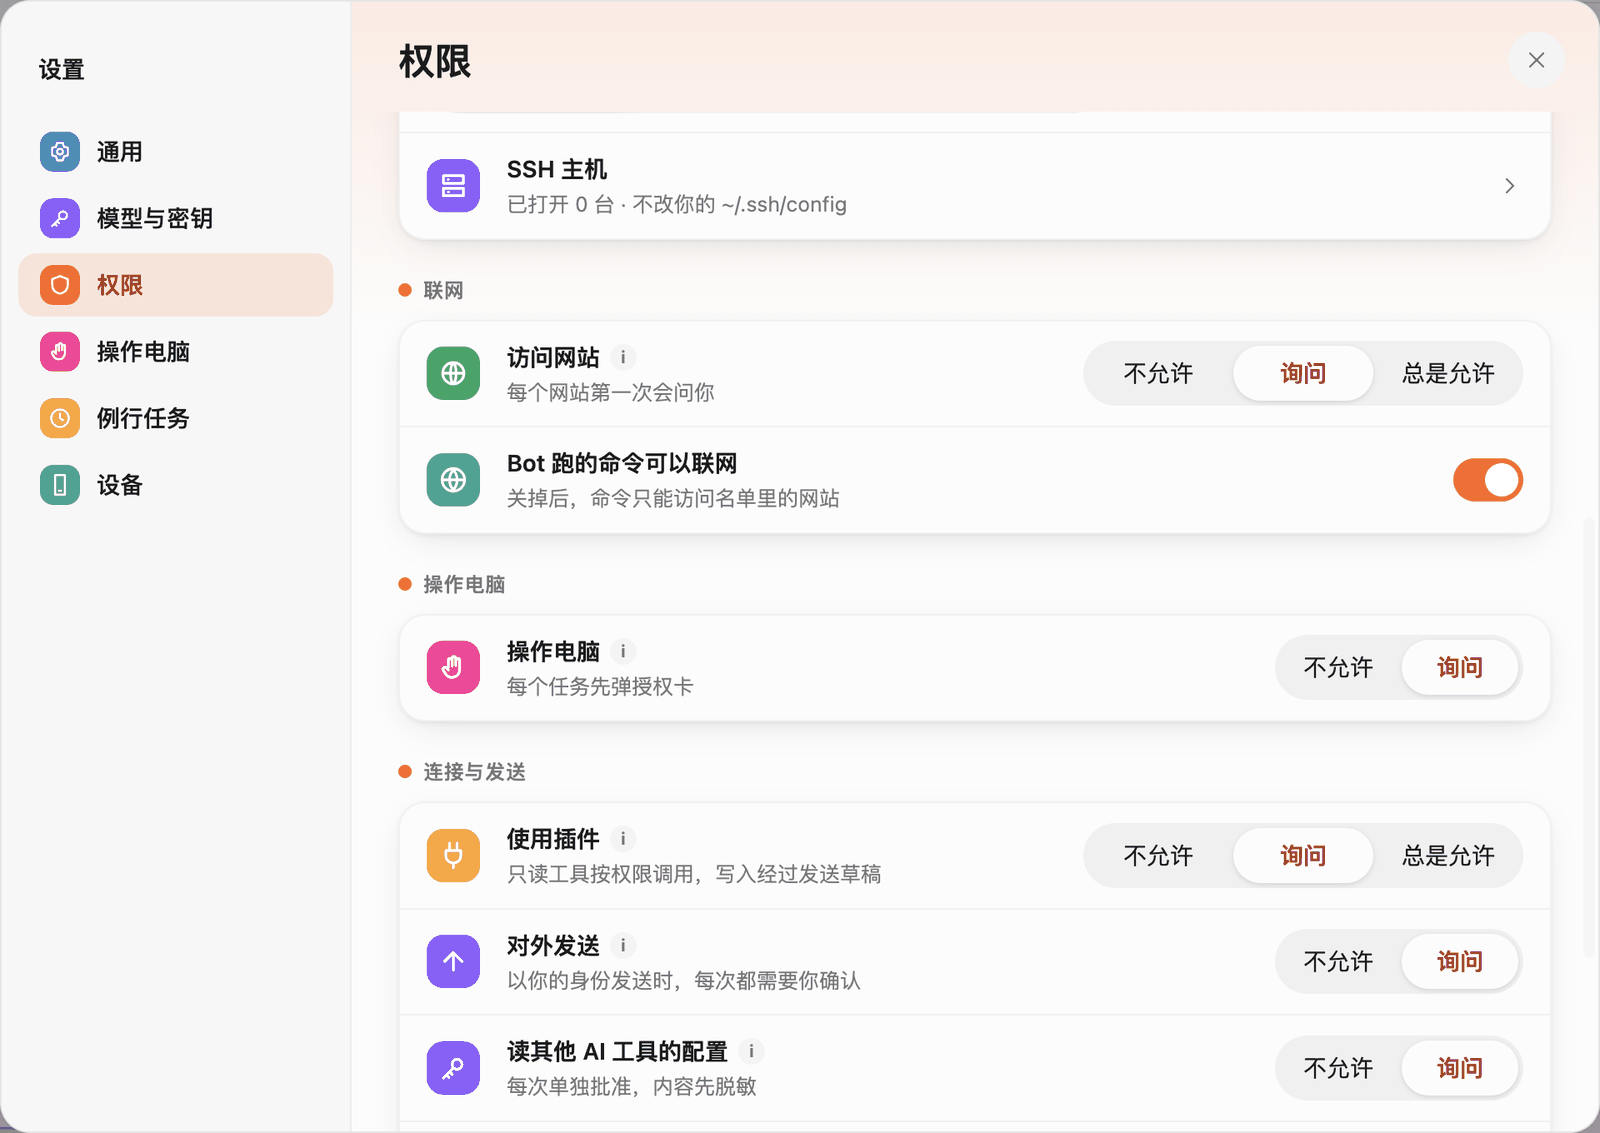 设置
通用
模型与密钥
权限
操作电脑
例行任务
设备
权限
SSH 主机
已打开 0 台 · 不改你的 ~/.ssh/config
联网
访问网站 i
每个网站第一次会问你
不允许 询问 总是允许
Bot 跑的命令可以联网
关掉后，命令只能访问名单里的网站
操作电脑
操作电脑 i
每个任务先弹授权卡
不允许 询问
连接与发送
使用插件 i
只读工具按权限调用，写入经过发送草稿
不允许 询问 总是允许
对外发送 i
以你的身份发送时，每次都需要你确认
不允许 询问
读其他 AI 工具的配置 i
每次单独批准，内容先脱敏
不允许 询问